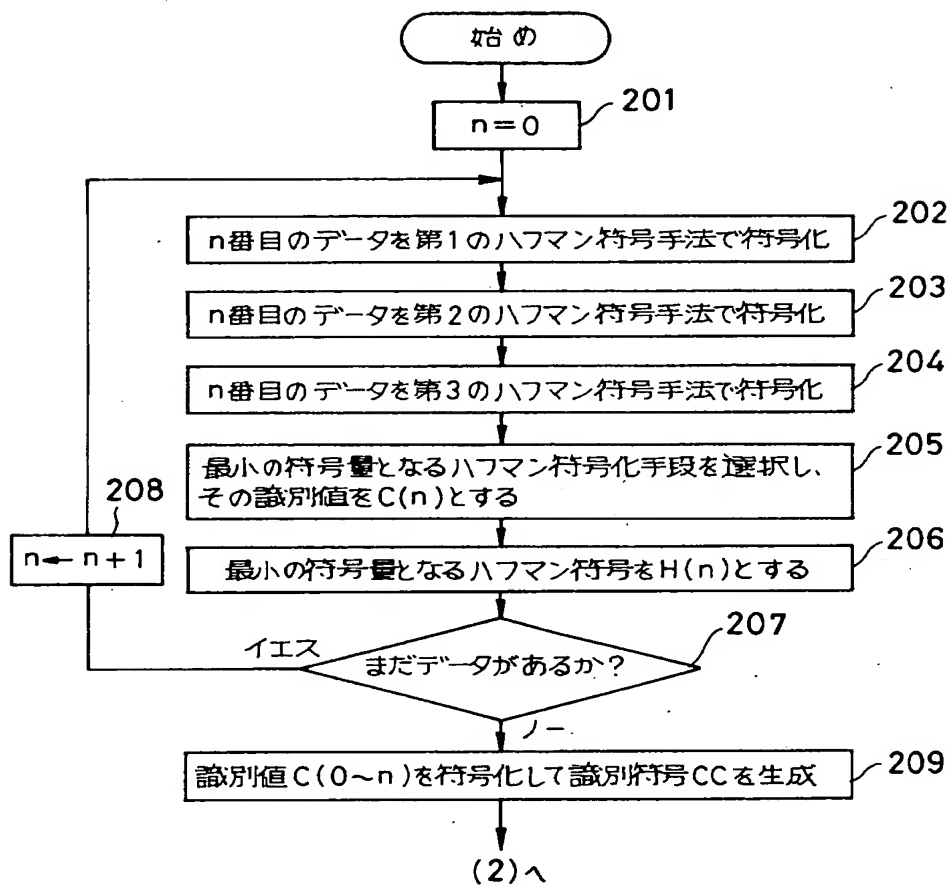 始め
n=0
201
n番目のデータを第1のハフマン符号手法で符号化
202
n番目のデータを第2のハフマン符号手法で符号化
203
n番目のデータを第3のハフマン符号手法で符号化
204
最小の符号量となるハフマン符号化手段を選択し、
その識別値をC(n)とする
205
208
n←n+1
最小の符号量となるハフマン符号をH(n)とする
206
イエス
まだデータがあるか?
207
ノー
識別値C(0~n)を符号化して識別符号CCを生成
209
(2)へ